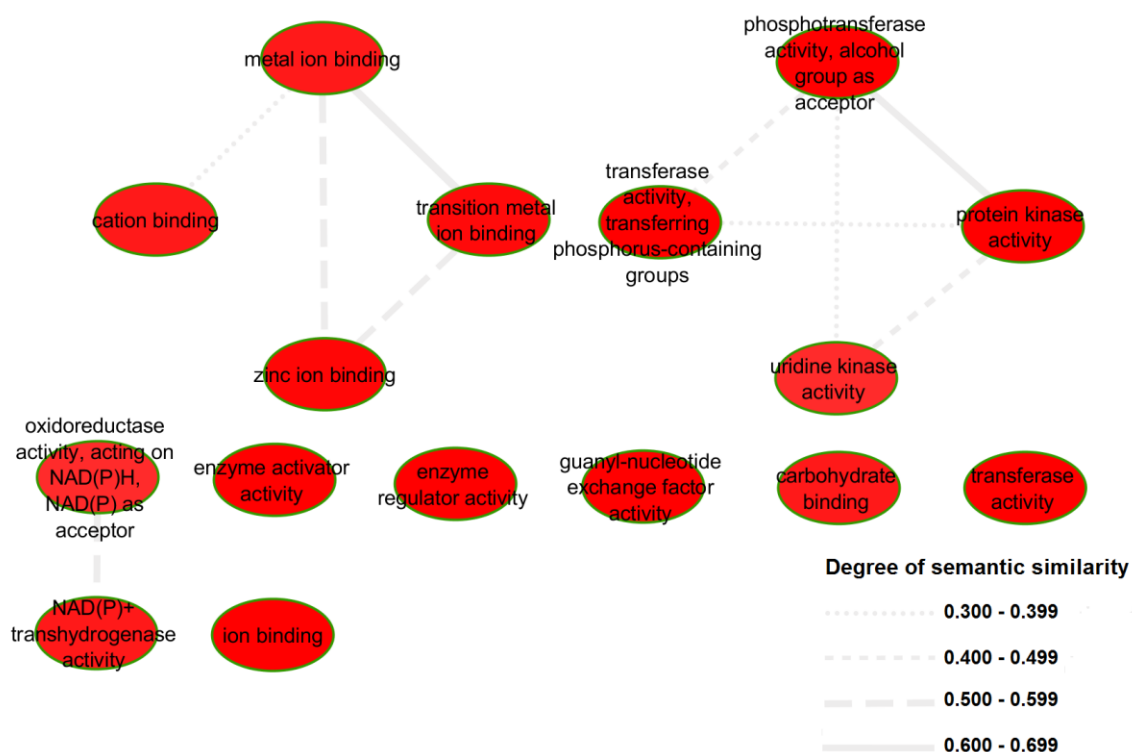 metal ion binding
phosphotransferase
activity, alcohol
group as
acceptor
cation binding
transition metal
ion binding
transferase
activity,
transferring
phosphorus-containing
groups
protein kinase
activity
zinc ion binding
uridine kinase
activity
oxidoreductase
activity, acting on
NAD(P)H,
NAD(P) as
acceptor
enzyme activator
activity
enzyme
regulator activity
guanyl-nucleotide
exchange factor
activity
carbohydrate
binding
transferase
activity
NAD(P)+
transhydrogenase
activity
ion binding
Degree of semantic similarity
0.300 - 0.399
0.400 - 0.499
0.500 - 0.599
0.600 - 0.699